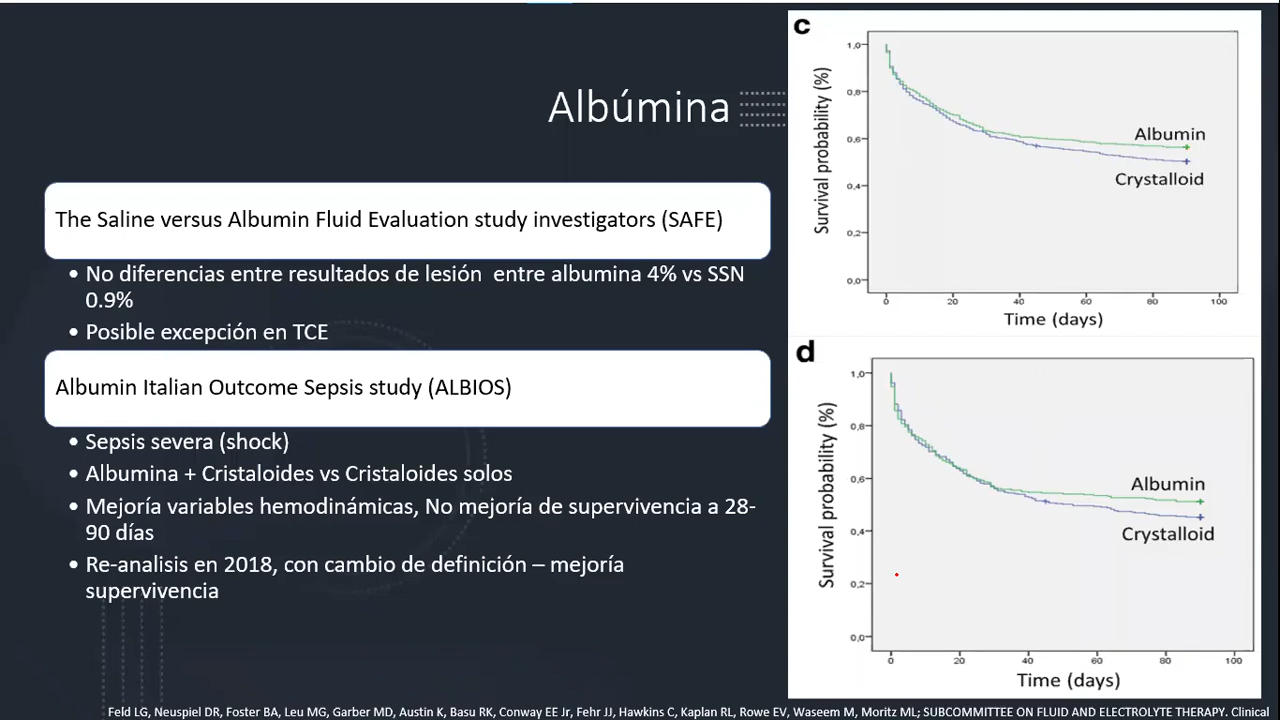 Albúmina
The Saline versus Albumin Fluid Evaluation study investigators (SAFE)
• No diferencias entre resultados de lesión entre albumina 4% vs SSN
0.9%
• Posible excepción en TCE
Albumin Italian Outcome Sepsis study (ALBIOS)
• Sepsis severa (shock)
• Albumina + Cristaloides vs Cristaloides solos
• Mejoría variables hemodinámicas, No mejoría de supervivencia a 28-
90 días
• Re-analisis en 2018, con cambio de definición – mejoría
supervivencia
c
Survival probability (%)
1,0
0,8
0,6
0,4
0,2
0,0
Albumin
Crystalloid
0 20 40 60 80 100
Time (days)
d
Survival probability (%)
1,0
0,8
0,6
0,4
0,2
0,0
Albumin
Crystalloid
0 20 40 60 80 100
Time (days)
Feld LG, Neuspiel DR, Foster BA, Leu MG, Garber MD, Austin K, Basu RK, Conway EE Jr, Fehr JJ, Hawkins C, Kaplan RL, Rowe EV, Waseem M, Moritz ML; SUBCOMMITTEE ON FLUID AND ELECTROLYTE THERAPY. Clinical